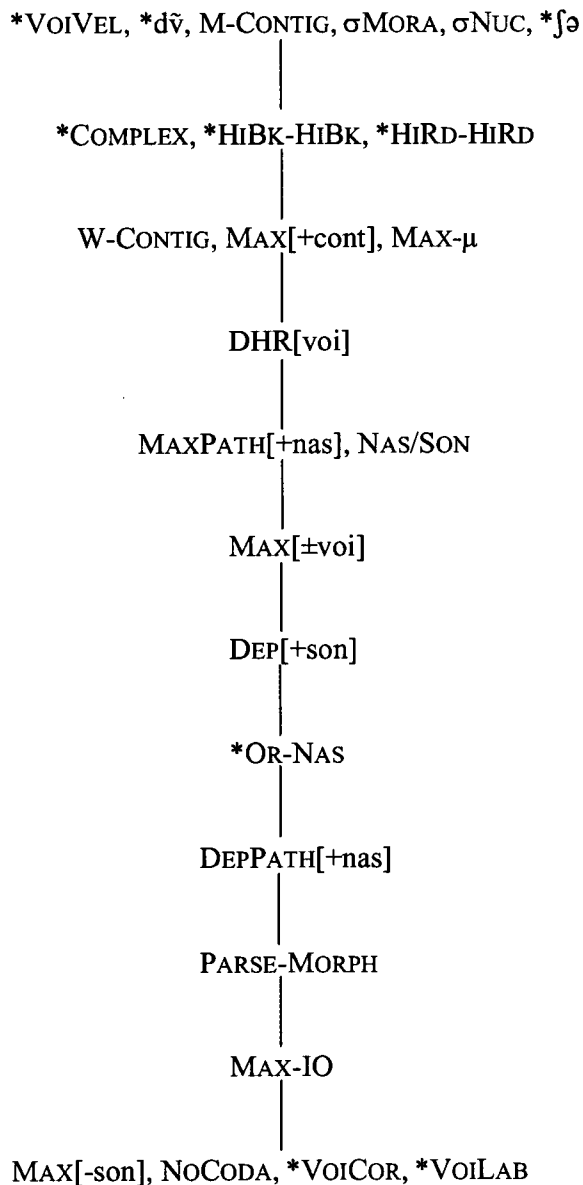 *VOIVEL, *dṽ, M-CONTIG, σMORA, σNUC, *ʃə
*COMPLEX, *HIBK-HIBK, *HIRD-HIRD
W-CONTIG, MAX[+cont], MAX-μ
DHR[voi]
MAXPATH[+nas], NAS/SON
MAX[±voi]
DEP[+son]
*OR-NAS
DEPPATH[+nas]
PARSE-MORPH
MAX-IO
MAX[-son], NOCODA, *VOICOR, *VOILAB